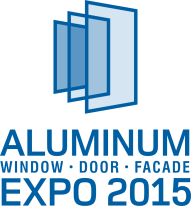 ALUMINUM
WINDOW · DOOR · FACADE
EXPO 2015